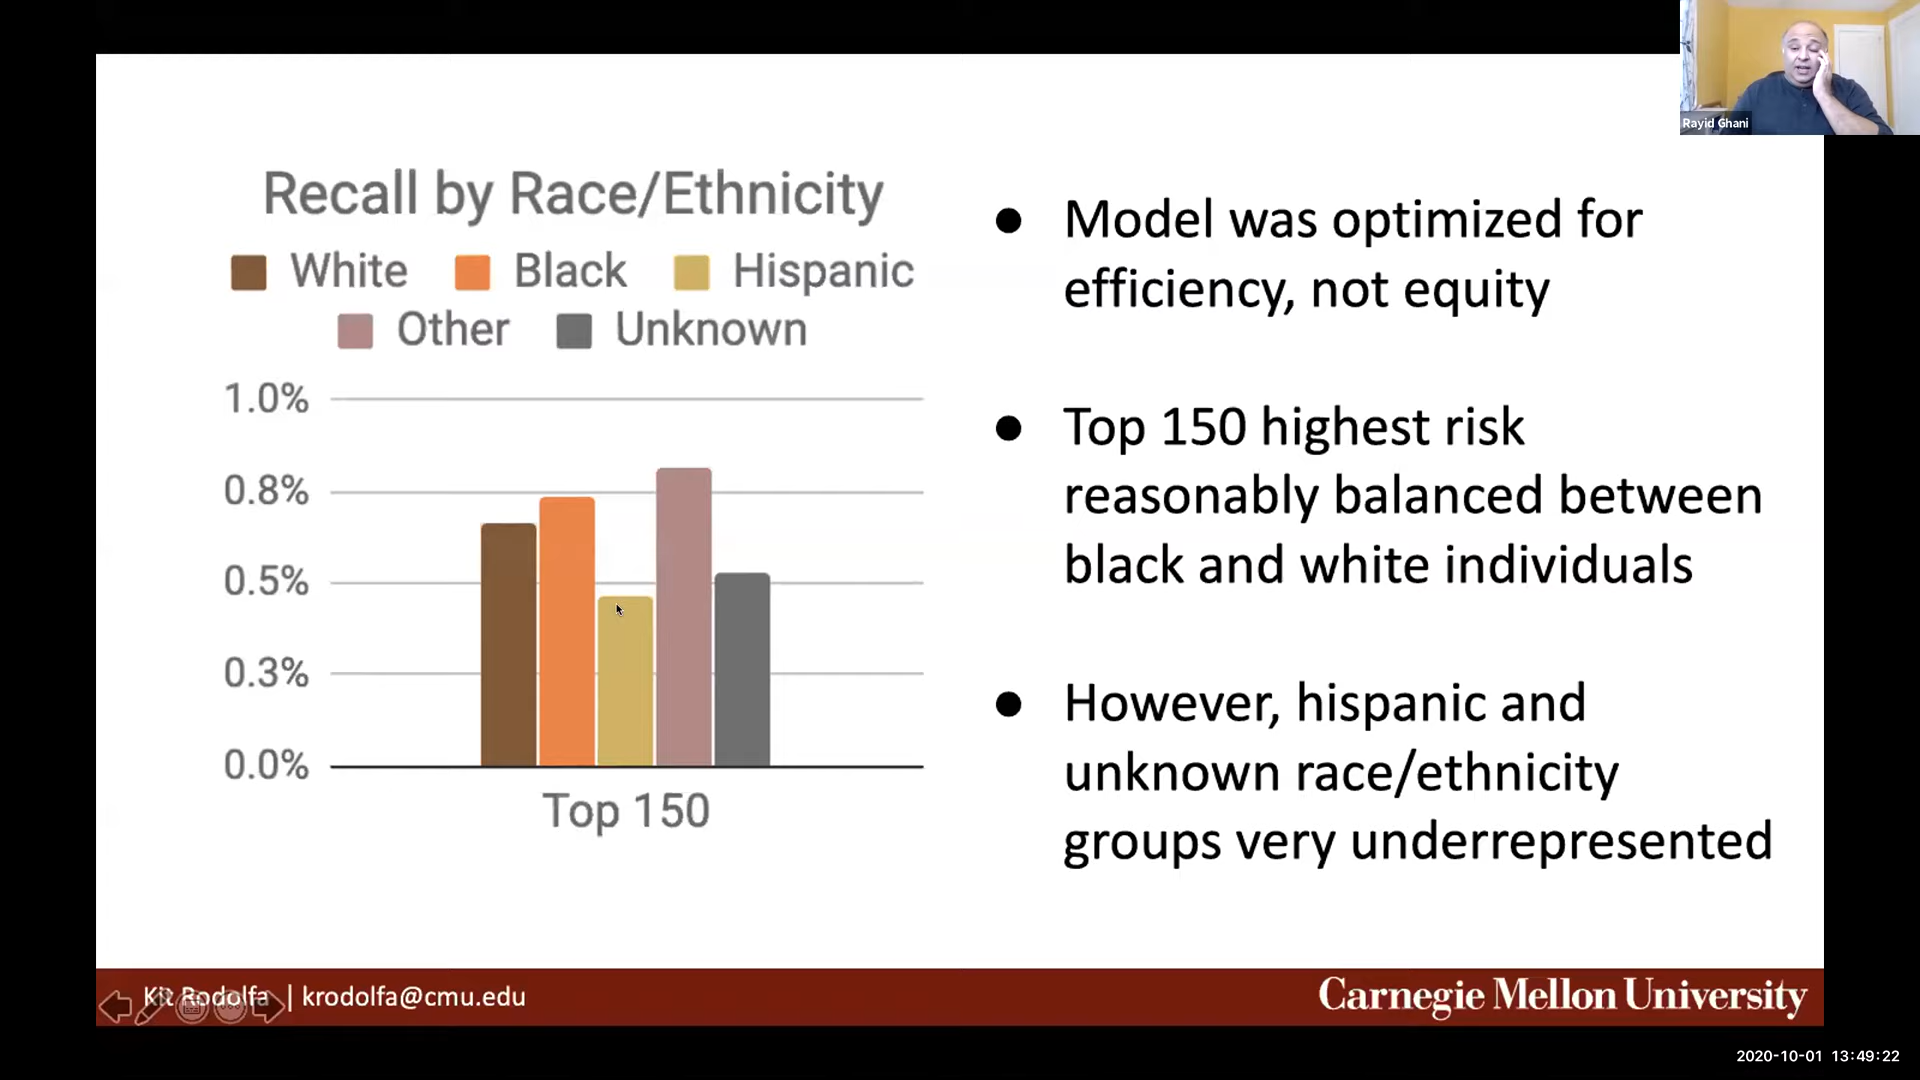 Rayid Ghani
Recall by Race/Ethnicity
White Black Hispanic
Other Unknown
1.0%
0.8%
0.5%
0.3%
0.0%
Top 150
● Model was optimized for
efficiency, not equity
● Top 150 highest risk
reasonably balanced between
black and white individuals
● However, hispanic and
unknown race/ethnicity
groups very underrepresented
Kit Rodolfa | krodolfa@cmu.edu
Carnegie Mellon University
2020-10-01 13:49:22